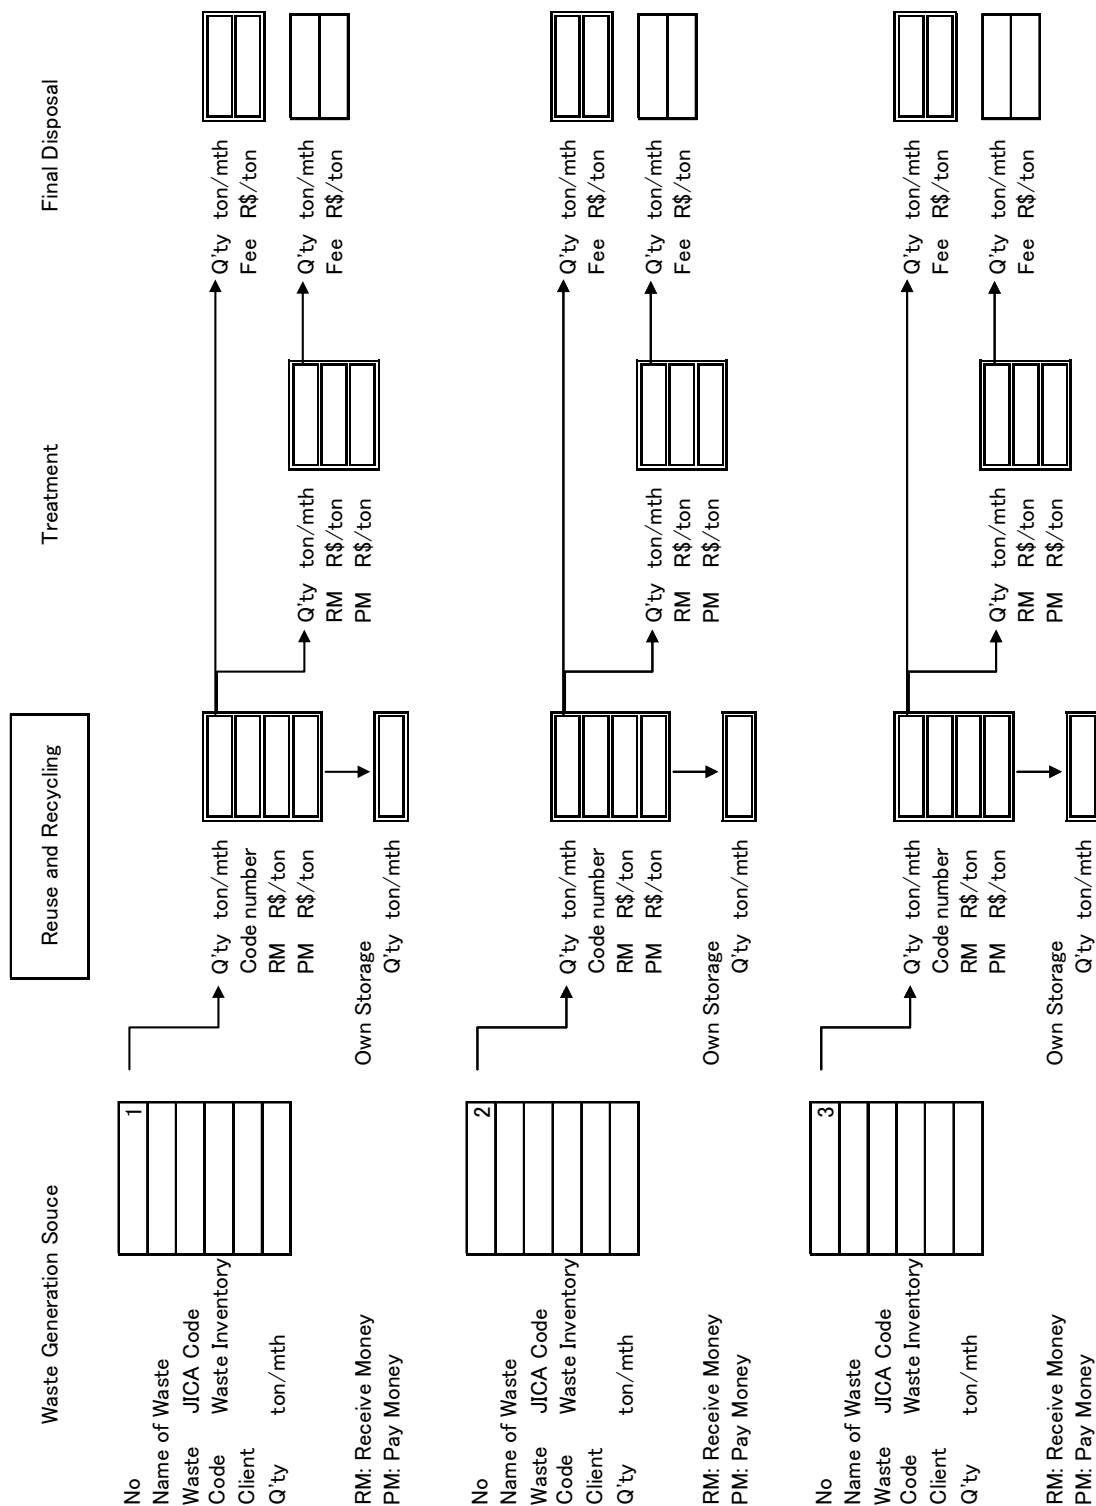 Waste Generation Souce Reuse and Recycling Treatment Final Disposal
No 1
Name of Waste
Waste JICA Code
Code Waste Inventory Q'ty ton/mth Q'ty ton/mth
Client Code number Fee R$/ton
Q'ty ton/mth RM R$/ton
PM R$/ton Q'ty ton/mth Q'ty ton/mth
RM R$/ton Fee R$/ton
RM: Receive Money Own Storage PM R$/ton
PM: Pay Money Q'ty ton/mth
No 2
Name of Waste
Waste JICA Code
Code Waste Inventory Q'ty ton/mth Q'ty ton/mth
Client Code number Fee R$/ton
Q'ty ton/mth RM R$/ton
PM R$/ton Q'ty ton/mth Q'ty ton/mth
RM R$/ton Fee R$/ton
RM: Receive Money Own Storage PM R$/ton
PM: Pay Money Q'ty ton/mth
No 3
Name of Waste
Waste JICA Code
Code Waste Inventory Q'ty ton/mth Q'ty ton/mth
Client Code number Fee R$/ton
Q'ty ton/mth RM R$/ton
PM R$/ton Q'ty ton/mth Q'ty ton/mth
RM R$/ton Fee R$/ton
RM: Receive Money Own Storage PM R$/ton
PM: Pay Money Q'ty ton/mth